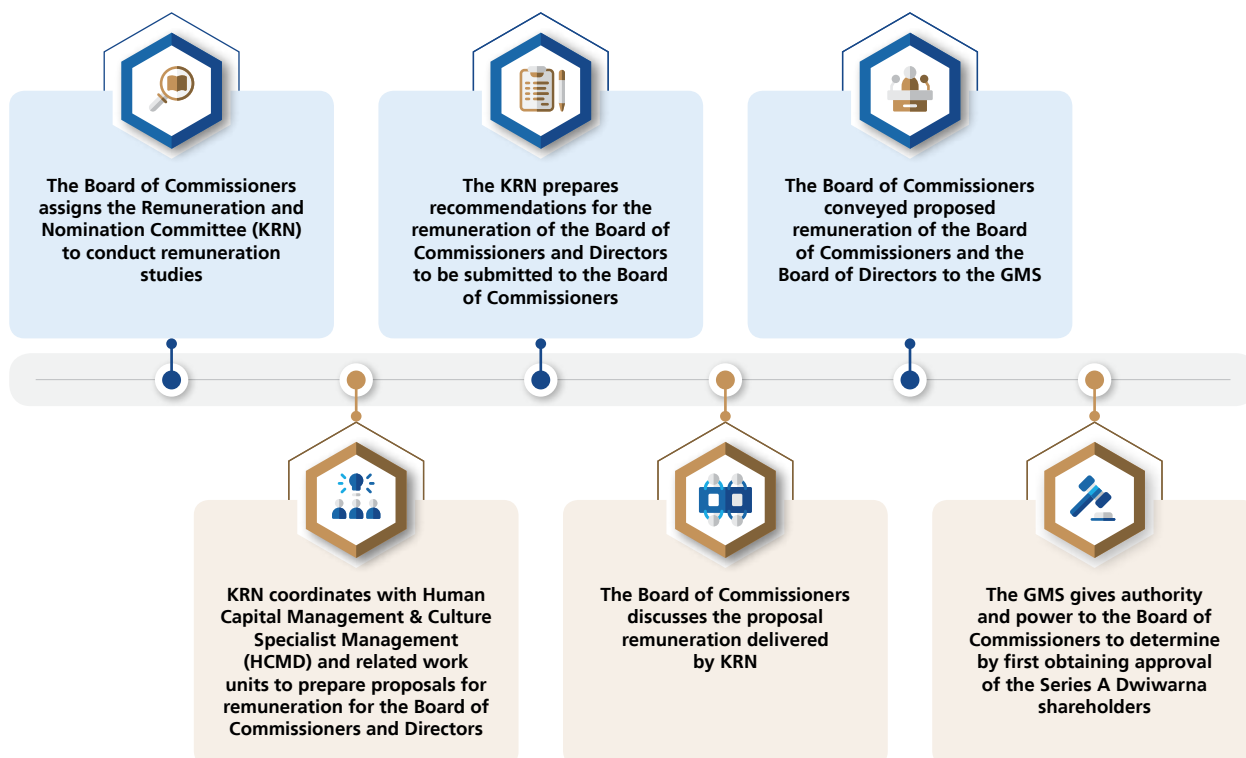 The Board of Commissioners
assigns the Remuneration and
Nomination Committee (KRN)
to conduct remuneration
studies
KRN coordinates with Human
Capital Management & Culture
Specialist Management
(HCMD) and related work
units to prepare proposals for
remuneration for the Board of
Commissioners and Directors
The KRN prepares
recommendations for the
remuneration of the Board of
Commissioners and Directors
to be submitted to the Board
of Commissioners
The Board of Commissioners
discusses the proposal
remuneration delivered
by KRN
The Board of Commissioners
conveyed proposed
remuneration of the Board
of Commissioners and the
Board of Directors to the GMS
The GMS gives authority
and power to the Board of
Commissioners to determine
by first obtaining approval
of the Series A Dwiwarna
shareholders